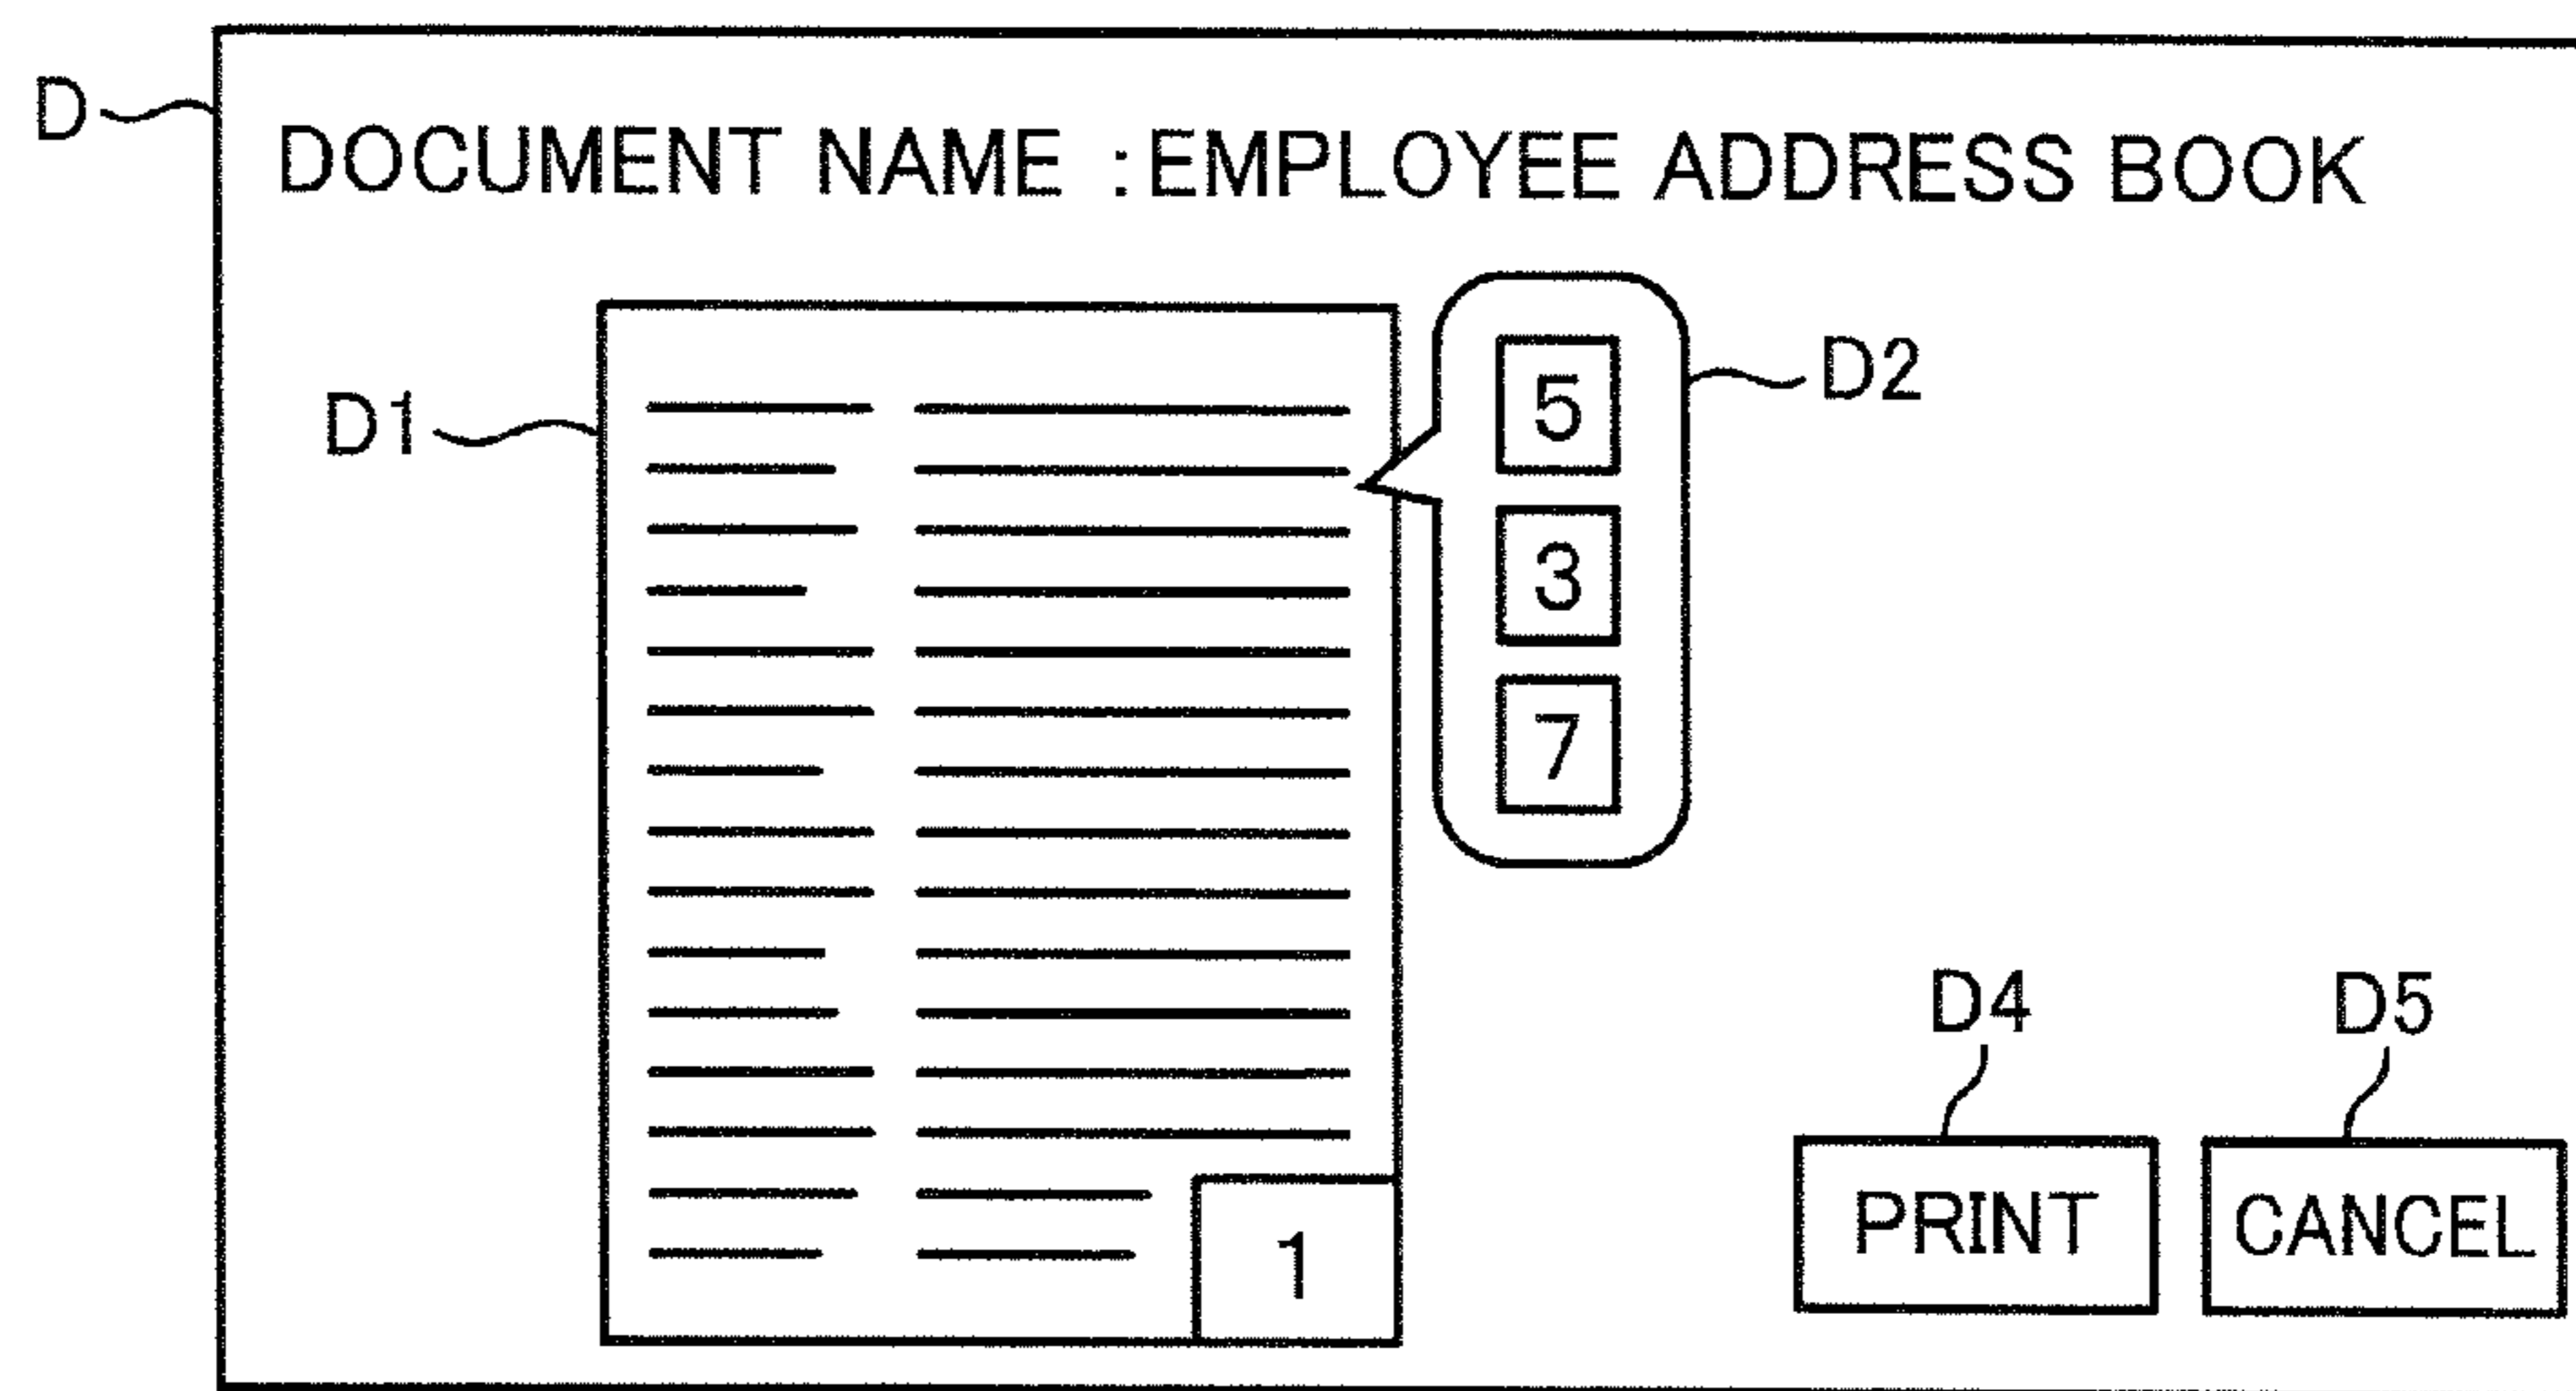 D
DOCUMENT NAME :EMPLOYEE ADDRESS BOOK
D1
D2
5
3
7
1
D4
D5
PRINT
CANCEL